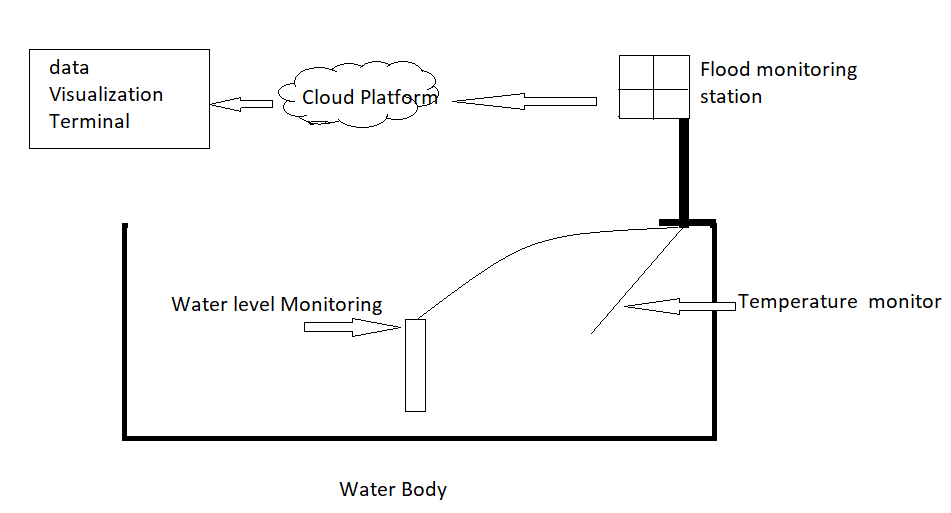 data
Visualization
Terminal
Cloud Platform
Flood monitoring
station
Water level Monitoring
Temperature  monitor
Water Body